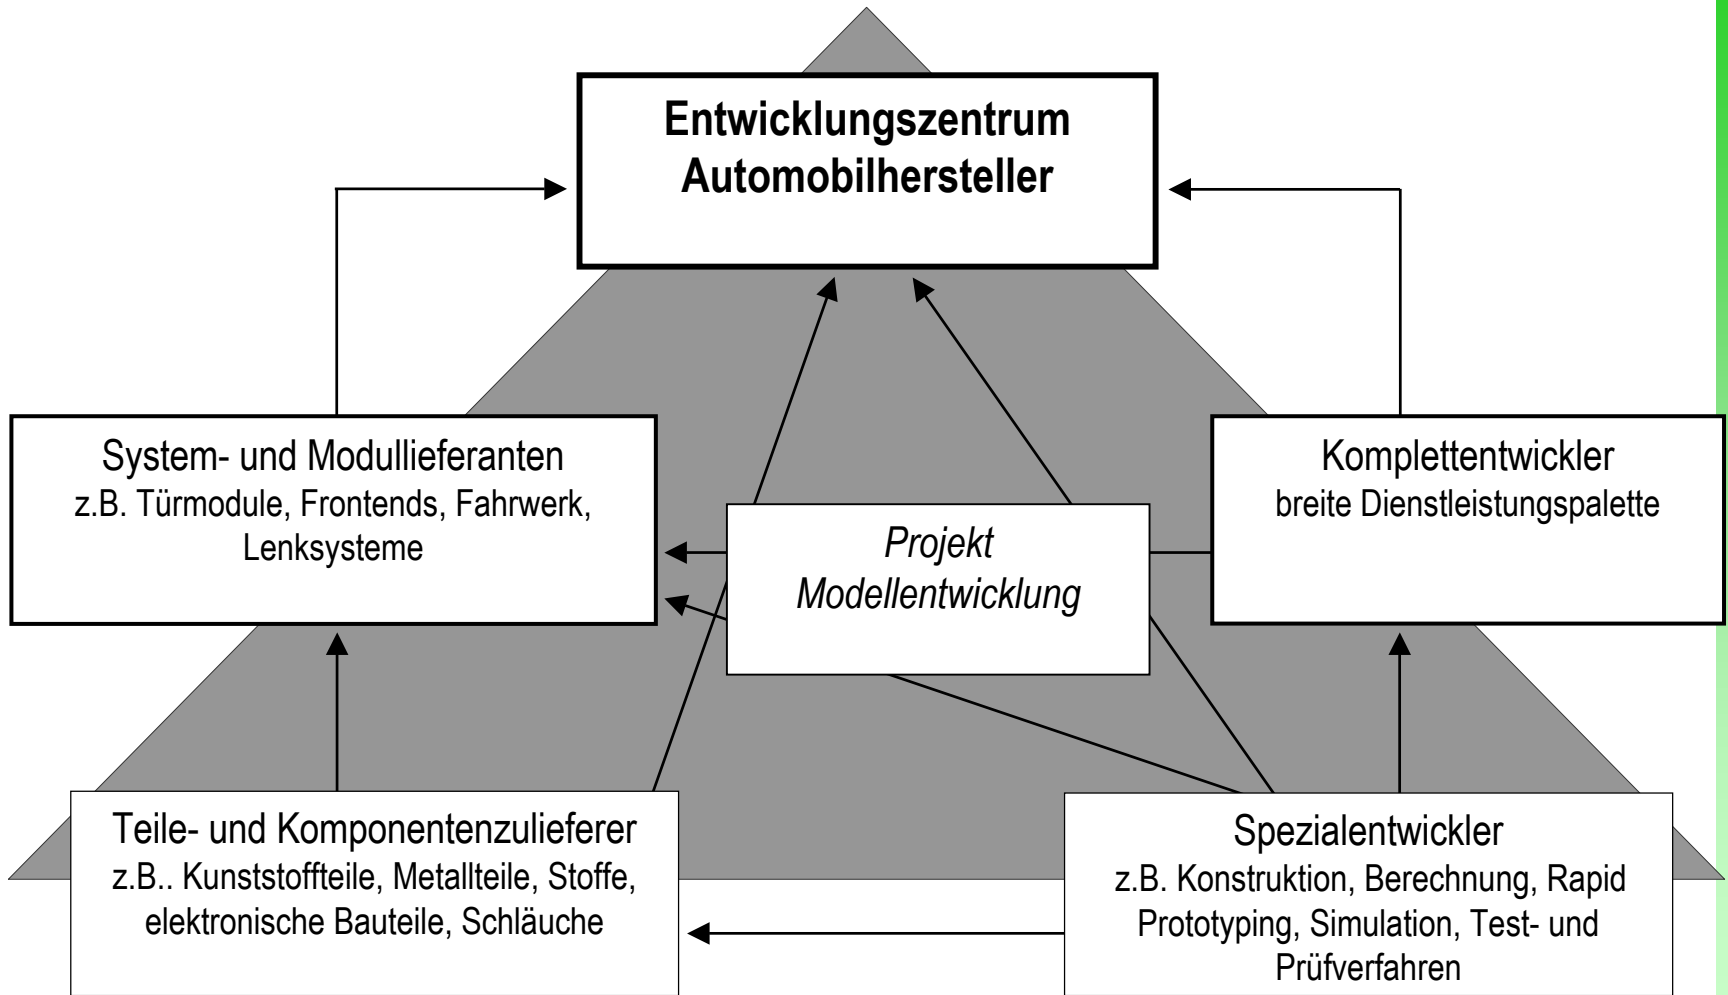 Entwicklungszentrum
Automobilhersteller
System- und Modullieferanten
z.B. Türmodule, Frontends, Fahrwerk,
Lenksysteme
Komplettentwickler
breite Dienstleistungspalette
Projekt
Modellentwicklung
Teile- und Komponentenzulieferer
z.B.. Kunststoffteile, Metallteile, Stoffe,
elektronische Bauteile, Schläuche
Spezialentwickler
z.B. Konstruktion, Berechnung, Rapid
Prototyping, Simulation, Test- und
Prüfverfahren